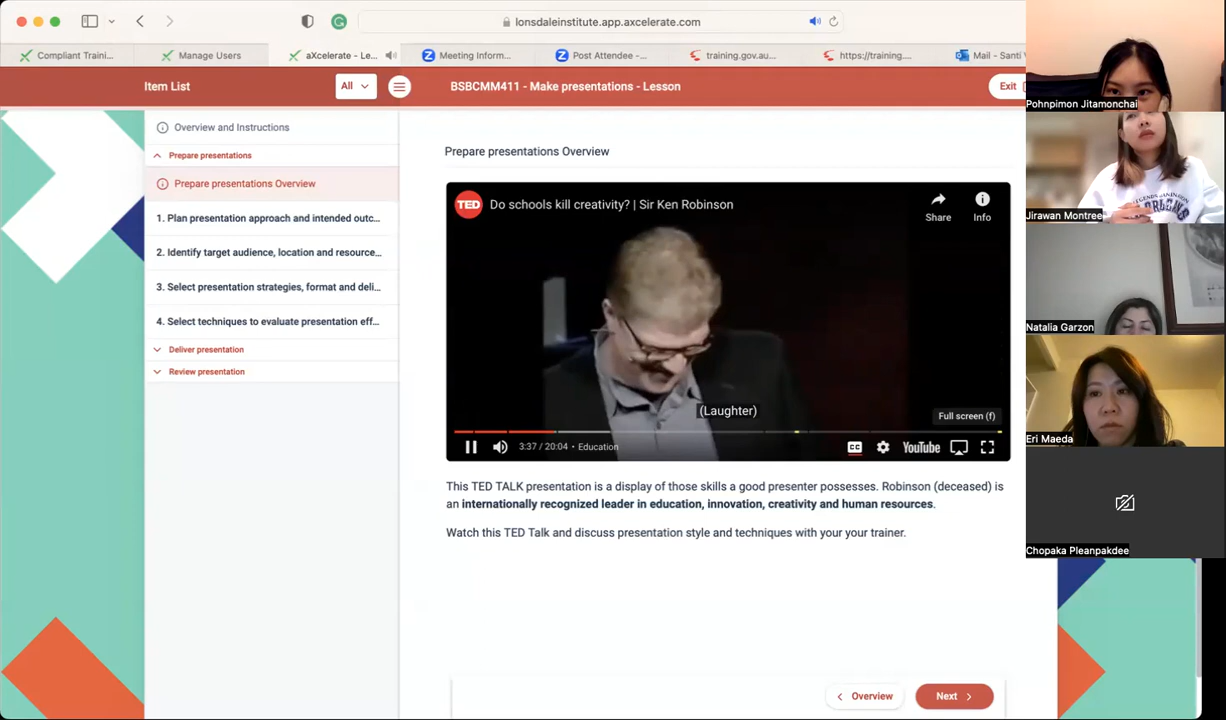 lonsdaleinstitute.app.axcelerate.com
Compliant Traini...
Manage Users
aXcelerate - Le...
Meeting Inform...
Post Attendee -...
training.gov.au...
https://training....
Mail - Santi
Item List
All
BSBCMM411 - Make presentations - Lesson
Exit
Overview and Instructions
Prepare presentations
Prepare presentations Overview
1. Plan presentation approach and intended outc...
2. Identify target audience, location and resource...
3. Select presentation strategies, format and deli...
4. Select techniques to evaluate presentation eff...
Deliver presentation
Review presentation
Prepare presentations Overview
TED
Do schools kill creativity? | Sir Ken Robinson
Share
Info
(Laughter)
Full screen (f)
3:37 / 20:04 • Education
CC
YouTube
This TED TALK presentation is a display of those skills a good presenter possesses. Robinson (deceased) is
an internationally recognized leader in education, innovation, creativity and human resources.
Watch this TED Talk and discuss presentation style and techniques with your your trainer.
Overview
Next
Pohnpimon Jitamonchai
Jirawan Montree
Natalia Garzon
Eri Maeda
Chopaka Pleanpakdee